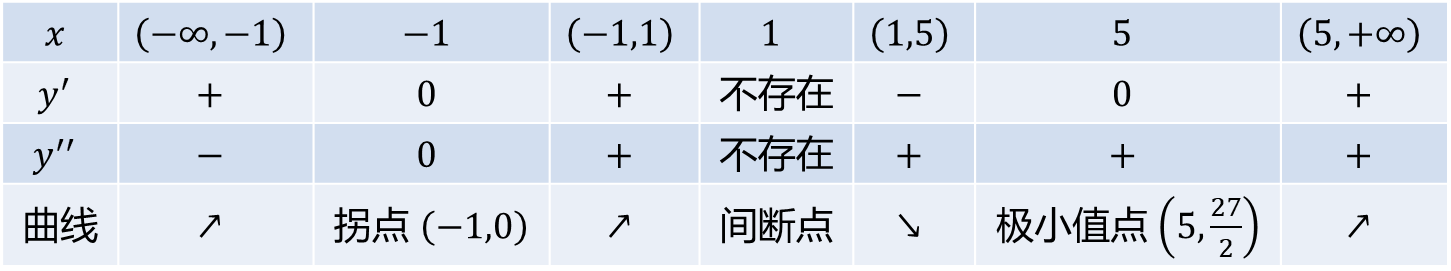 x (−∞,−1) −1 (−1,1) 1 (1,5) 5 (5,+∞)
y′ + 0 + 不存在 − 0 +
y′′ − 0 + 不存在 + + +
曲线 ↗ 拐点 (−1,0) ↗ 间断点 ↘ 极小值点 (5,27/2) ↗